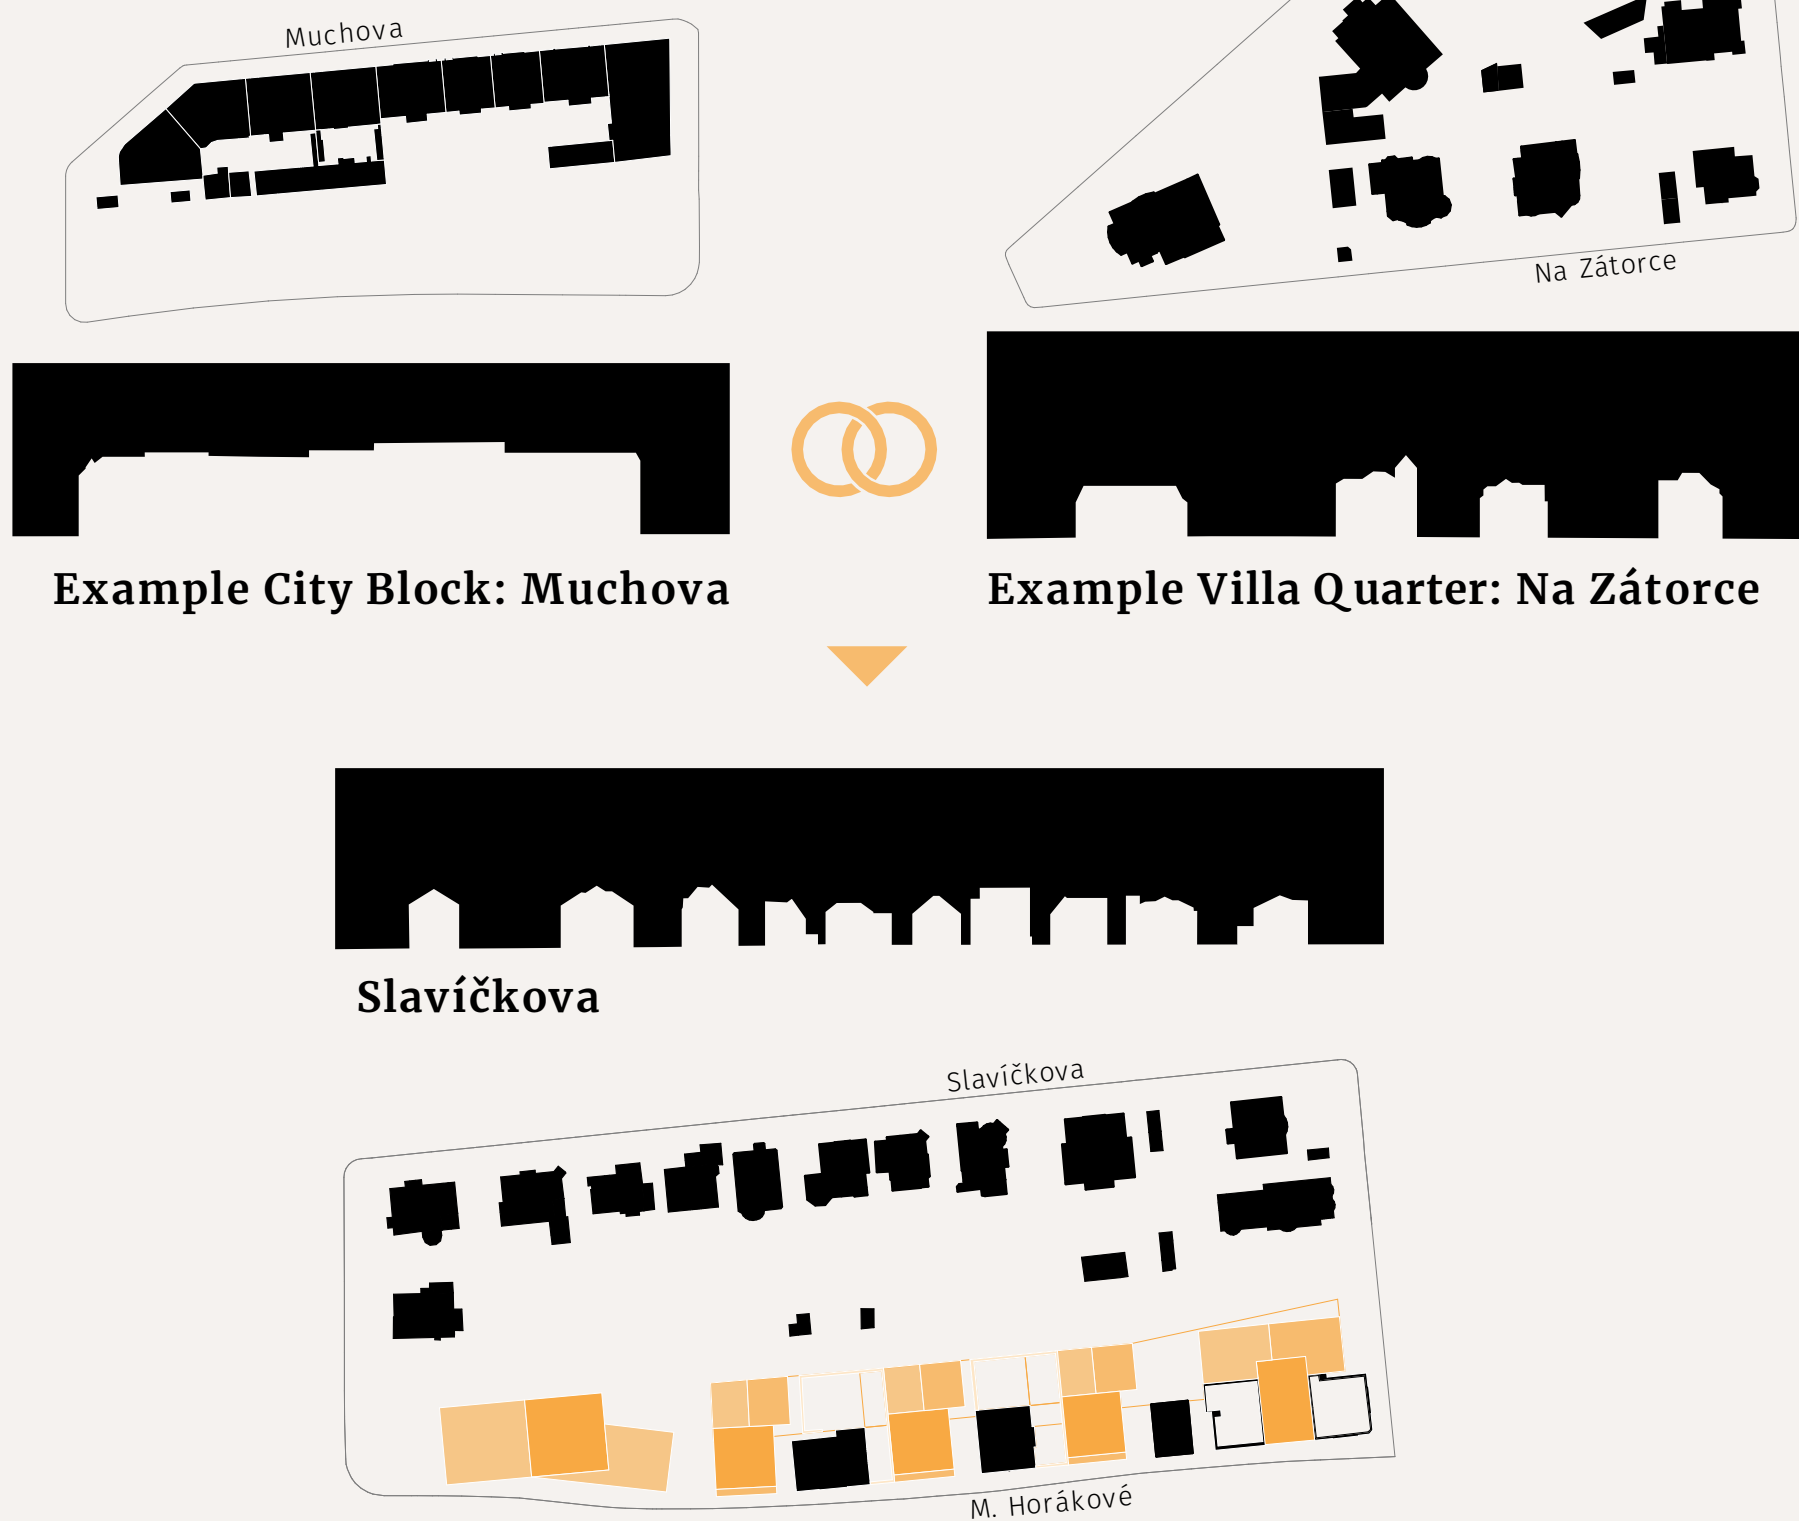 Muchova
Na Zátorce
Example City Block: Muchova
Example Villa Quarter: Na Zátorce
Slavíčkova
Slavíčkova
M. Horákové